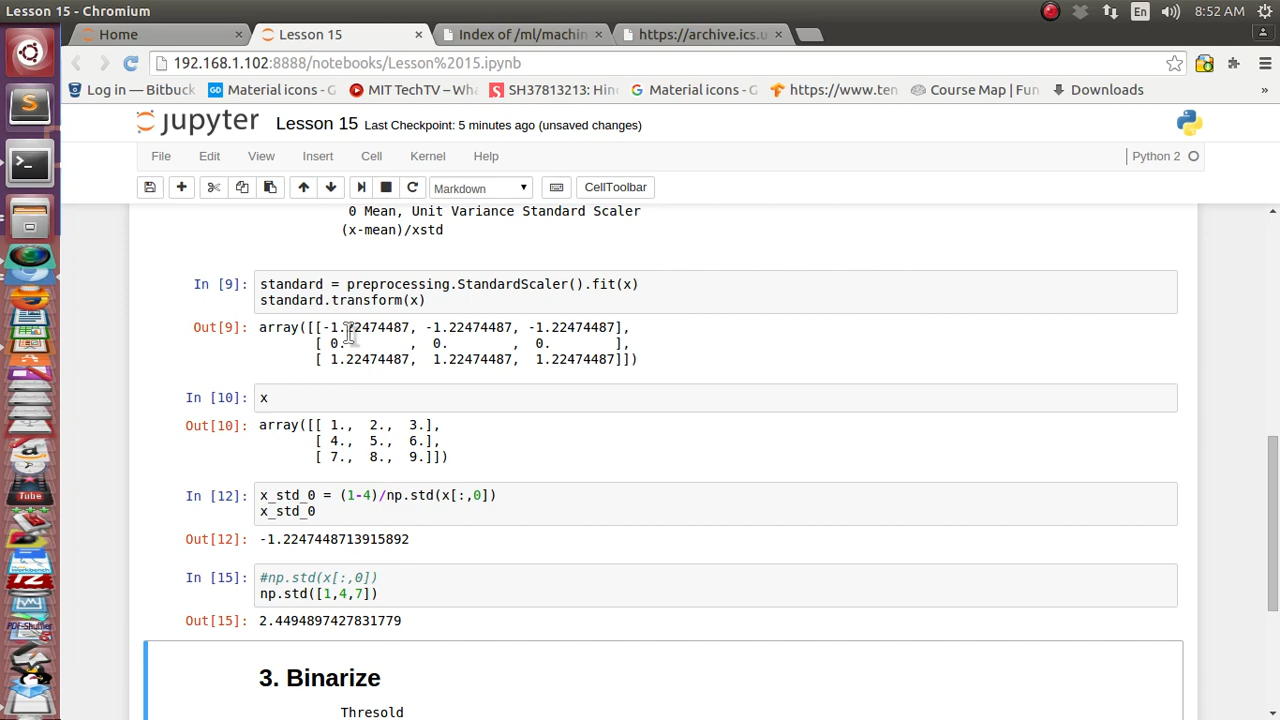 Lesson 15 - Chromium
En
8:52 AM
Home
Lesson 15
Index of /ml/machin
https://archive.ics.u
192.168.1.102:8888/notebooks/Lesson%2015.ipynb
Log in — Bitbuck
Material icons - G
MIT TechTV – Wha
SH37813213: Hind
Material icons - G
https://www.ten
Course Map | Fun
Downloads
»
jupyter
Lesson 15
Last Checkpoint: 5 minutes ago (unsaved changes)
File Edit View Insert Cell Kernel Help
Python 2
Markdown
CellToolbar
0 Mean, Unit Variance Standard Scaler
(x-mean)/xstd
In [9]:
standard = preprocessing.StandardScaler().fit(x)
standard.transform(x)
Out[9]:
array([[-1.22474487, -1.22474487, -1.22474487],
[ 0. , 0. , 0. ],
[ 1.22474487, 1.22474487, 1.22474487]])
In [10]:
x
Out[10]:
array([[ 1., 2., 3.],
[ 4., 5., 6.],
[ 7., 8., 9.]])
In [12]:
x_std_0 = (1-4)/np.std(x[:,0])
x_std_0
Out[12]:
-1.2247448713915892
In [15]:
#np.std(x[:,0])
np.std([1,4,7])
Out[15]:
2.4494897427831779
3. Binarize
Thresold